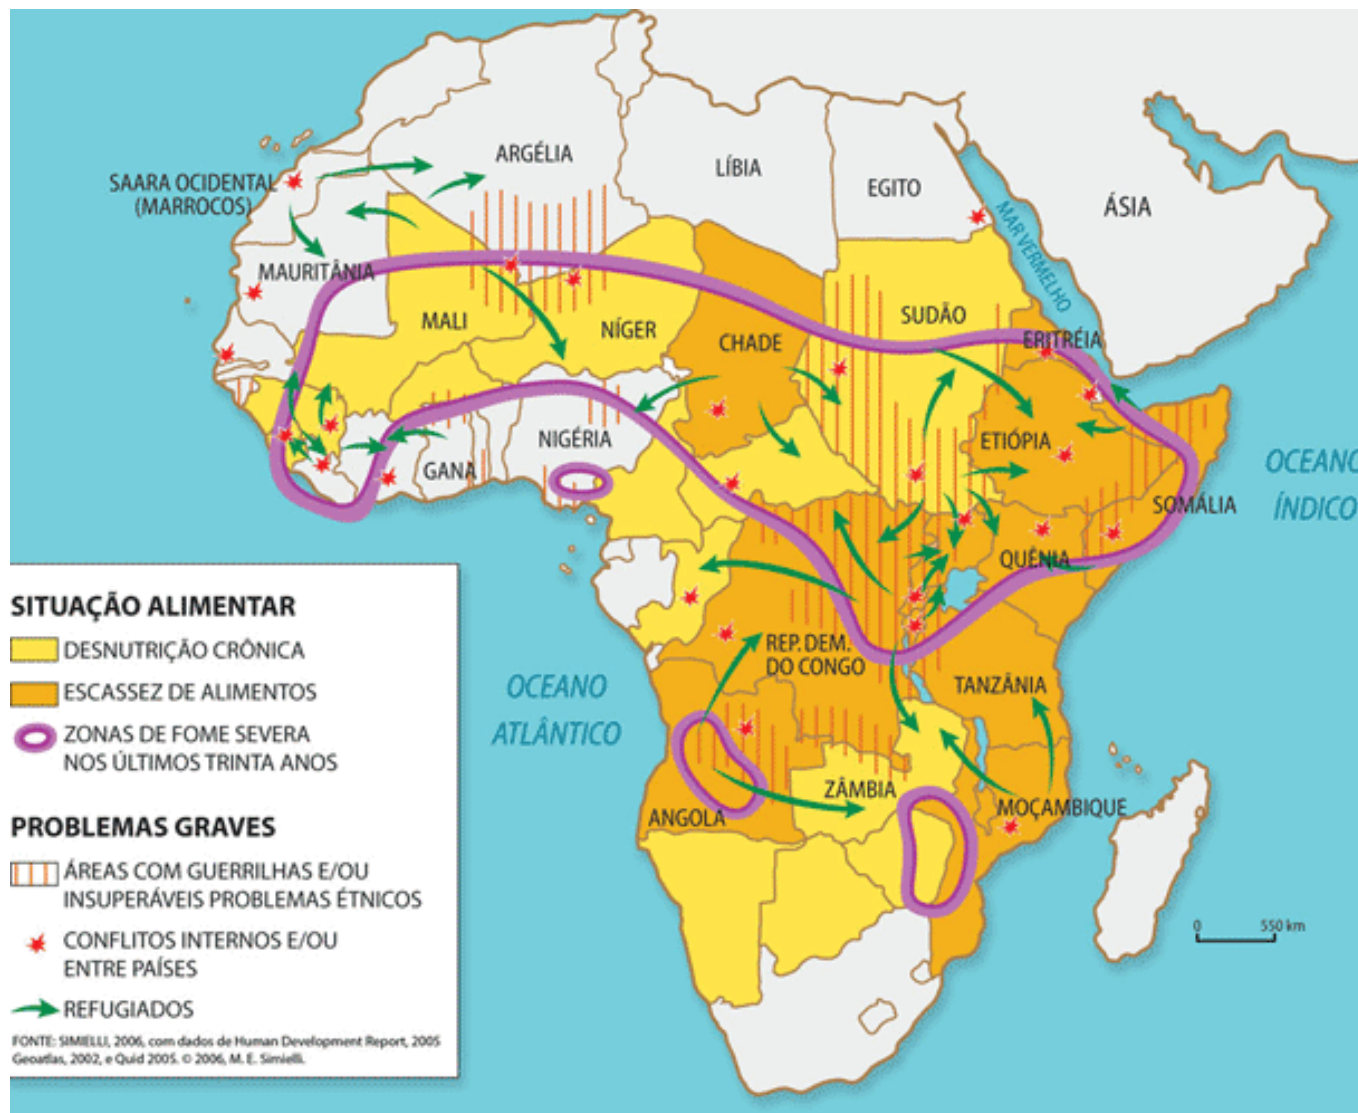 ARGÉLIA
LÍBIA
EGITO
ÁSIA
SAARA OCIDENTAL
(MARROCOS)
MAR VERMELHO
MAURITÂNIA
MALI
NÍGER
CHADE
SUDÃO
ERITRÉIA
NIGÉRIA
GANA
ETIÓPIA
SOMÁLIA
OCEANO
ÍNDICO
QUÊNIA
REP. DEM.
DO CONGO
TANZÂNIA
OCEANO
ATLÂNTICO
ZÂMBIA
MOÇAMBIQUE
ANGOLA
0 550 km
SITUAÇÃO ALIMENTAR
DESNUTRIÇÃO CRÔNICA
ESCASSEZ DE ALIMENTOS
ZONAS DE FOME SEVERA
NOS ÚLTIMOS TRINTA ANOS
PROBLEMAS GRAVES
ÁREAS COM GUERRILHAS E/OU
INSUPERÁVEIS PROBLEMAS ÉTNICOS
CONFLITOS INTERNOS E/OU
ENTRE PAÍSES
REFUGIADOS
FONTE: SIMIELLI, 2006, com dados de Human Development Report, 2005
Geoatlas, 2002, e Quid 2005. © 2006, M. E. Simielli.